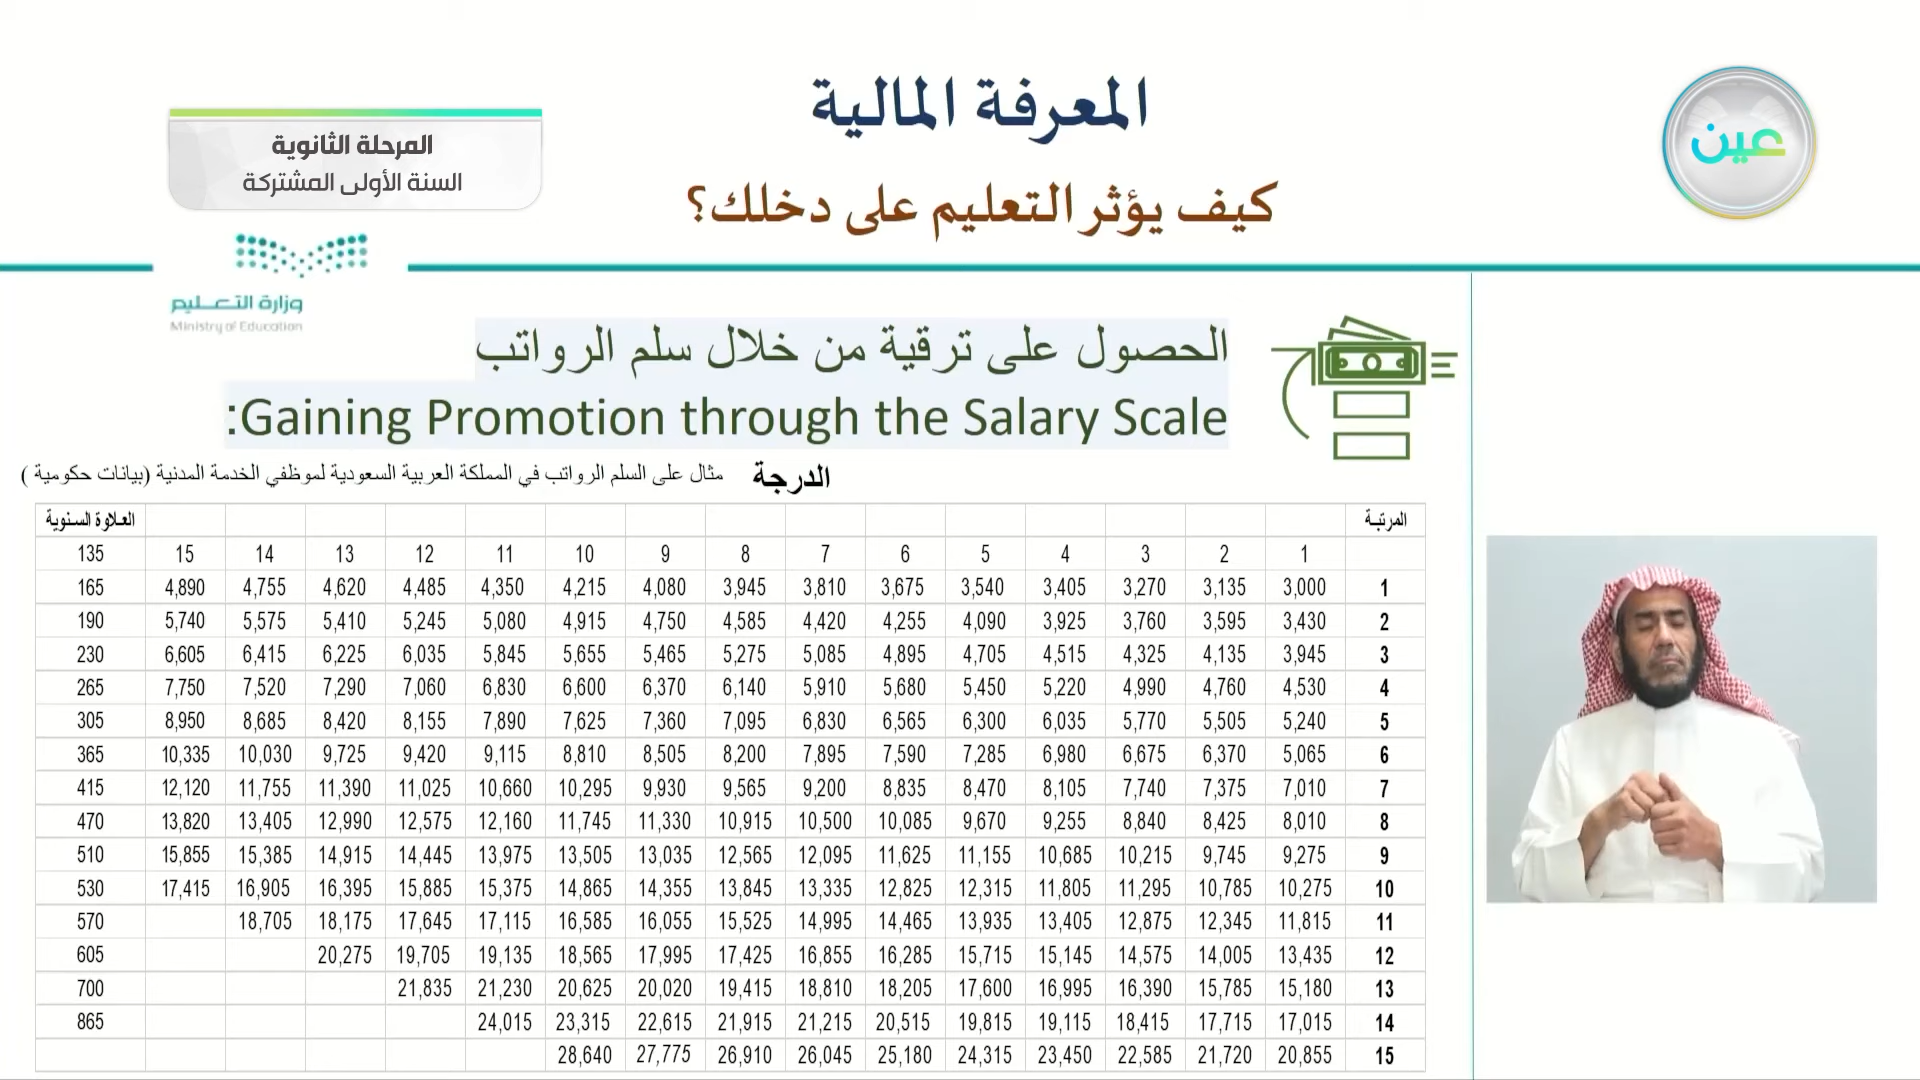 المعرفة المالية
كيف يؤثر التعليم على دخلك؟
عين
المرحلة الثانوية
السنة الأولى المشتركة
وزارة التعليم
Ministry of Education
الحصول على ترقية من خلال سلم الرواتب
Gaining Promotion through the Salary Scale:
الدرجة
مثال على السلم الرواتب في المملكة العربية السعودية لموظفي الخدمة المدنية (بيانات حكومية )
المرتبة العلاوة السنوية
1 2 3 4 5 6 7 8 9 10 11 12 13 14 15 135
1 3,000 3,135 3,270 3,405 3,540 3,675 3,810 3,945 4,080 4,215 4,350 4,485 4,620 4,755 4,890 165
2 3,430 3,595 3,760 3,925 4,090 4,255 4,420 4,585 4,750 4,915 5,080 5,245 5,410 5,575 5,740 190
3 3,945 4,135 4,325 4,515 4,705 4,895 5,085 5,275 5,465 5,655 5,845 6,035 6,225 6,415 6,605 230
4 4,530 4,760 4,990 5,220 5,450 5,680 5,910 6,140 6,370 6,600 6,830 7,060 7,290 7,520 7,750 265
5 5,240 5,505 5,770 6,035 6,300 6,565 6,830 7,095 7,360 7,625 7,890 8,155 8,420 8,685 8,950 305
6 5,065 6,370 6,675 6,980 7,285 7,590 7,895 8,200 8,505 8,810 9,115 9,420 9,725 10,030 10,335 365
7 7,010 7,375 7,740 8,105 8,470 8,835 9,200 9,565 9,930 10,295 10,660 11,025 11,390 11,755 12,120 415
8 8,010 8,425 8,840 9,255 9,670 10,085 10,500 10,915 11,330 11,745 12,160 12,575 12,990 13,405 13,820 470
9 9,275 9,745 10,215 10,685 11,155 11,625 12,095 12,565 13,035 13,505 13,975 14,445 14,915 15,385 15,855 510
10 10,275 10,785 11,295 11,805 12,315 12,825 13,335 13,845 14,355 14,865 15,375 15,885 16,395 16,905 17,415 530
11 11,815 12,345 12,875 13,405 13,935 14,465 14,995 15,525 16,055 16,585 17,115 17,645 18,175 18,705 570
12 13,435 14,005 14,575 15,145 15,715 16,285 16,855 17,425 17,995 18,565 19,135 19,705 20,275 605
13 15,180 15,785 16,390 16,995 17,600 18,205 18,810 19,415 20,020 20,625 21,230 21,835 700
14 17,015 17,715 18,415 19,115 19,815 20,515 21,215 21,915 22,615 23,315 24,015 865
15 20,855 21,720 22,585 23,450 24,315 25,180 26,045 26,910 27,775 28,640